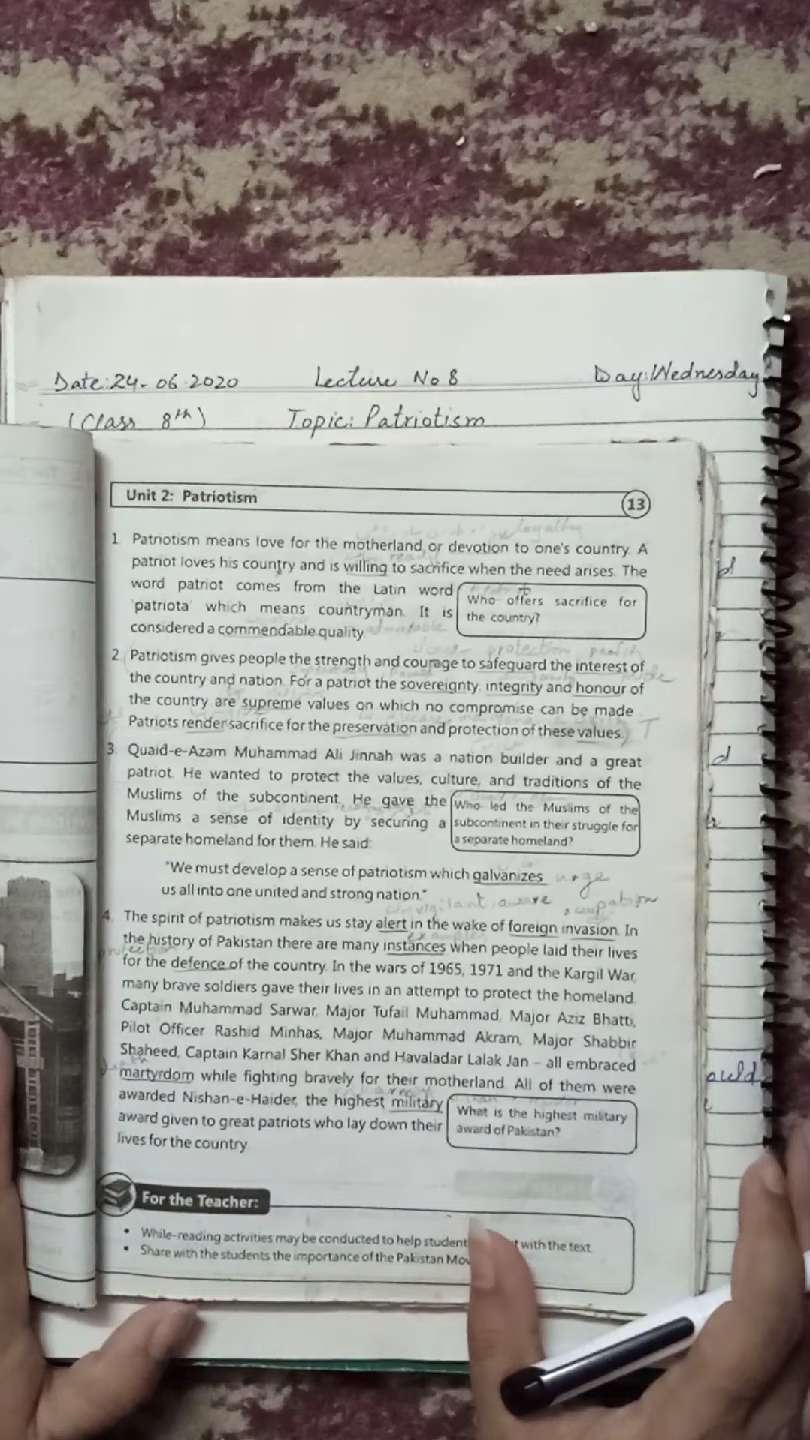 Date: 24-06-2020 Lecture No 8 Day: Wednesday
(Class 8th) Topic: Patriotism
Unit 2: Patriotism 13
1 Patriotism means love for the motherland or devotion to one's country. A
patriot loves his country and is willing to sacrifice when the need arises. The
word patriot comes from the Latin word
'patriota' which means countryman. It is
considered a commendable quality.
Who offers sacrifice for
the country?
2. Patriotism gives people the strength and courage to safeguard the interest of
the country and nation. For a patriot the sovereignty, integrity and honour of
the country are supreme values on which no compromise can be made.
Patriots render sacrifice for the preservation and protection of these values.
3 Quaid-e-Azam Muhammad Ali Jinnah was a nation builder and a great
patriot. He wanted to protect the values, culture, and traditions of the
Muslims of the subcontinent. He gave the
Muslims a sense of identity by securing a
separate homeland for them. He said:
Who led the Muslims of the
subcontinent in their struggle for
a separate homeland?
"We must develop a sense of patriotism which galvanizes urge
us all into one united and strong nation."
vigilant aware
4. The spirit of patriotism makes us stay alert in the wake of foreign invasion. In
the history of Pakistan there are many instances when people laid their lives
for the defence of the country. In the wars of 1965, 1971 and the Kargil War,
many brave soldiers gave their lives in an attempt to protect the homeland.
Captain Muhammad Sarwar, Major Tufail Muhammad, Major Aziz Bhatti,
Pilot Officer Rashid Minhas, Major Muhammad Akram, Major Shabbir
Shaheed, Captain Karnal Sher Khan and Havaladar Lalak Jan – all embraced
martyrdom while fighting bravely for their motherland. All of them were
awarded Nishan-e-Haider, the highest military
award given to great patriots who lay down their
lives for the country.
What is the highest military
award of Pakistan?
For the Teacher:
• While-reading activities may be conducted to help student with the text.
• Share with the students the importance of the Pakistan